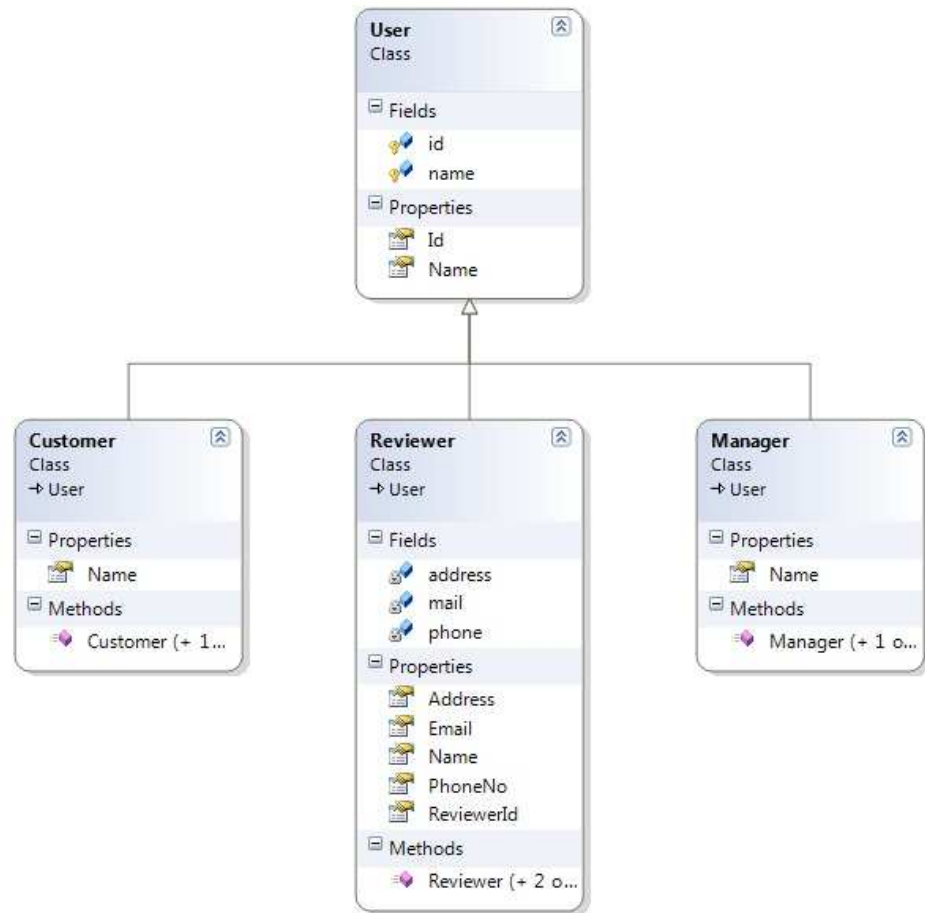 User
Class
Fields
id
name
Properties
Id
Name
Customer
Class
User
Properties
Name
Methods
Customer (+ 1...
Reviewer
Class
User
Fields
address
mail
phone
Properties
Address
Email
Name
PhoneNo
ReviewerId
Methods
Reviewer (+ 2 o...
Manager
Class
User
Properties
Name
Methods
Manager (+ 1 o...